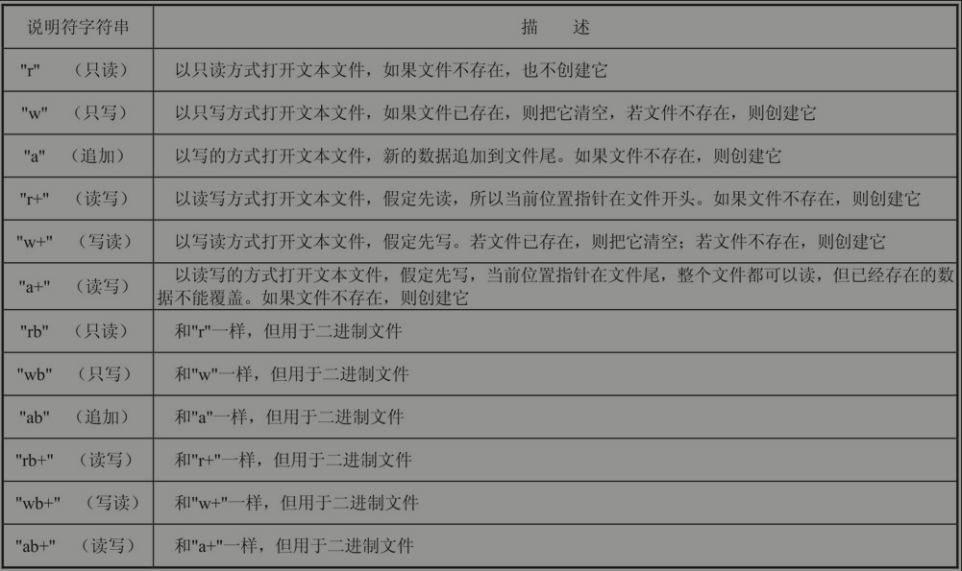 说明符字符串 描 述
"r" （只读） 以只读方式打开文本文件，如果文件不存在，也不创建它
"w" （只写） 以只写方式打开文本文件，如果文件已存在，则把它清空，若文件不存在，则创建它
"a" （追加） 以写的方式打开文本文件，新的数据追加到文件尾。如果文件不存在，则创建它
"r+" （读写） 以读写方式打开文本文件，假定先读，所以当前位置指针在文件开头。如果文件不存在，则创建它
"w+" （写读） 以写读方式打开文本文件，假定先写。若文件已存在，则把它清空；若文件不存在，则创建它
"a+" （读写） 以读写的方式打开文本文件，假定先写，当前位置指针在文件尾，整个文件都可以读，但已经存在的数
据不能覆盖。如果文件不存在，则创建它
"rb" （只读） 和"r"一样，但用于二进制文件
"wb" （只写） 和"w"一样，但用于二进制文件
"ab" （追加） 和"a"一样，但用于二进制文件
"rb+" （读写） 和"r+"一样，但用于二进制文件
"wb+" （写读） 和"w+"一样，但用于二进制文件
"ab+" （读写） 和"a+"一样，但用于二进制文件